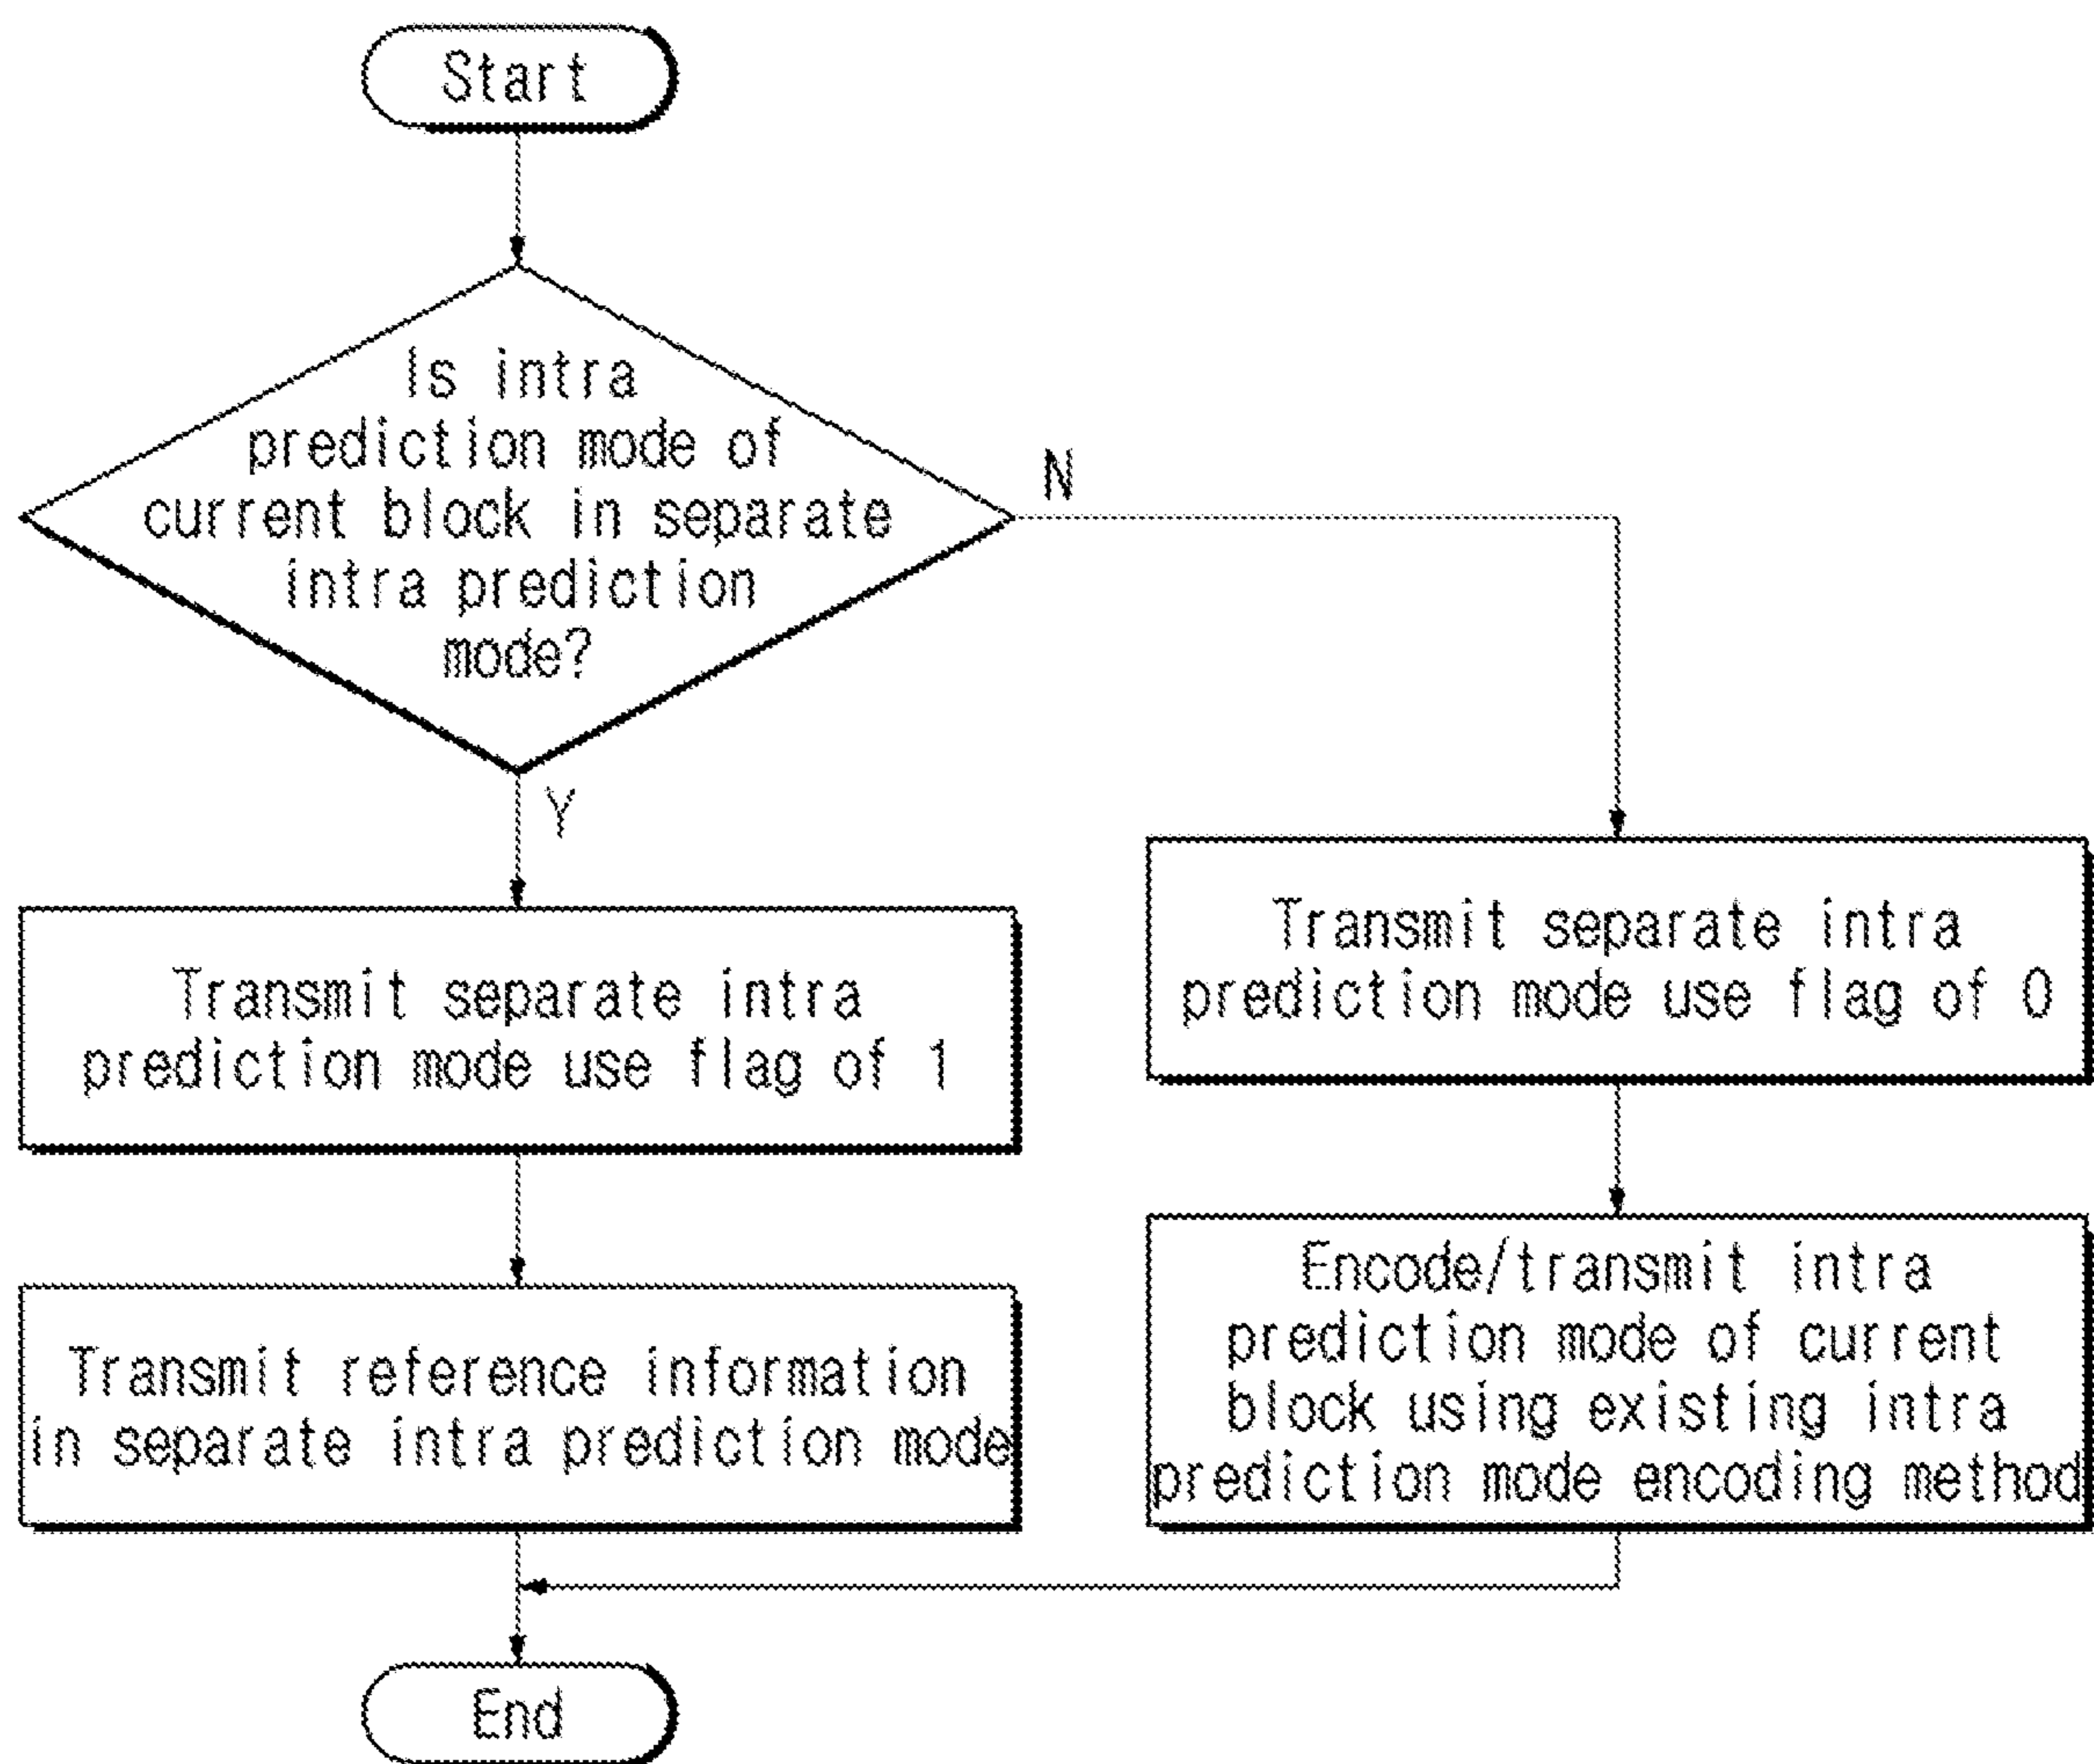 Start
Is intra
prediction mode of
current block in separate
intra prediction
mode?
N
Y
Transmit separate intra
prediction mode use flag of 1
Transmit reference information
in separate intra prediction mode
Transmit separate intra
prediction mode use flag of 0
Encode/transmit intra
prediction mode of current
block using existing intra
prediction mode encoding method
End